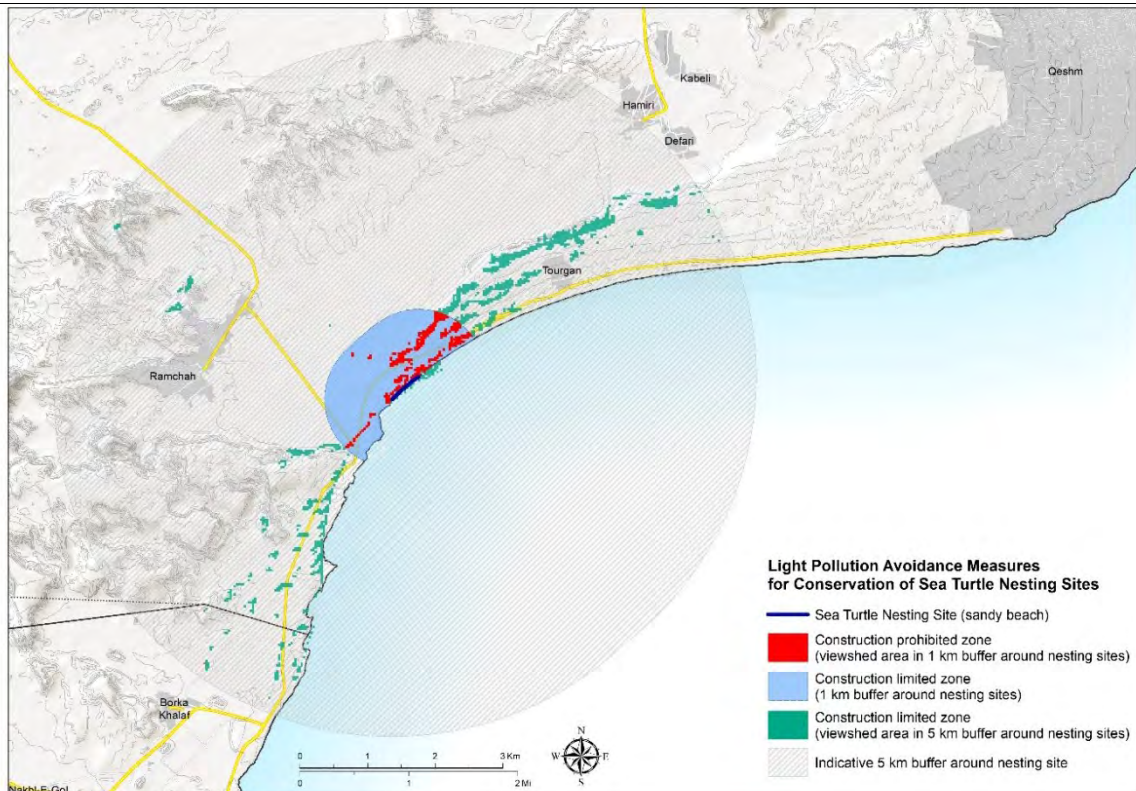 Kabeli
Qeshm
Hamiri
Defari
Tourgan
Ramchah
Borka
Khalaf
Nakhl-E-Gol
N
W
E
S
0 1 2 3 Km
0 1 2 Mi
Light Pollution Avoidance Measures
for Conservation of Sea Turtle Nesting Sites
Sea Turtle Nesting Site (sandy beach)
Construction prohibited zone
(viewshed area in 1 km buffer around nesting sites)
Construction limited zone
(1 km buffer around nesting sites)
Construction limited zone
(viewshed area in 5 km buffer around nesting sites)
Indicative 5 km buffer around nesting site